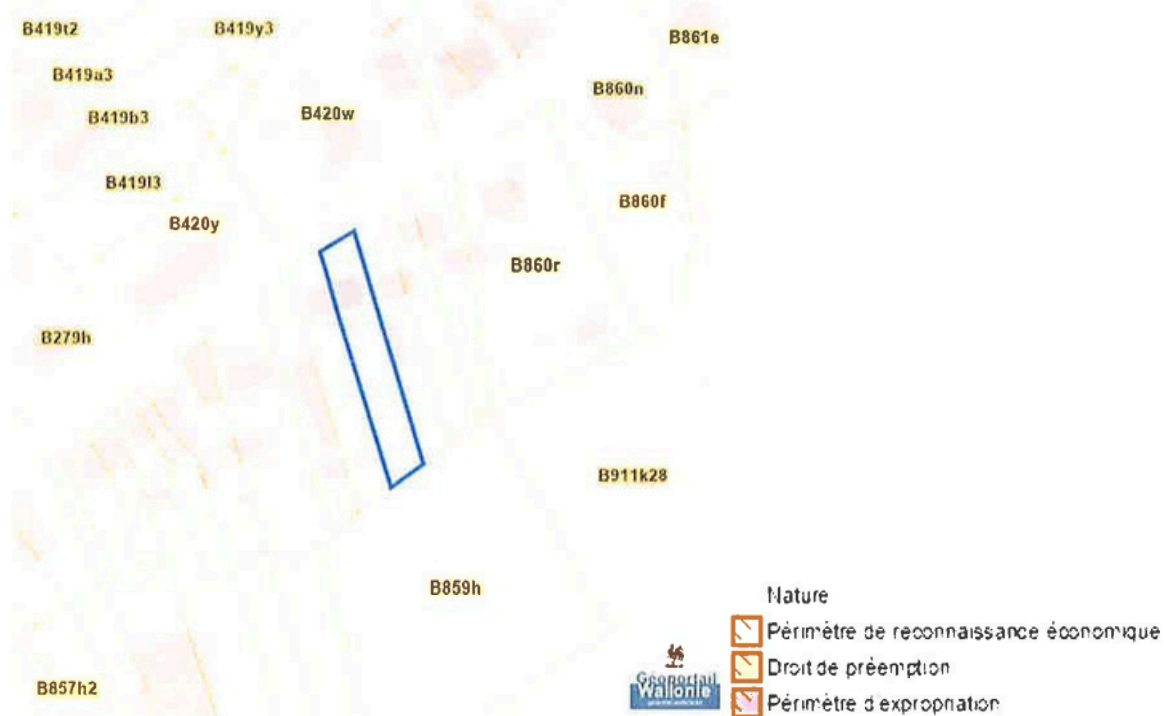 B419t2
B419y3
B861e
B419a3
B860n
B419b3
B420w
B419l3
B860f
B420y
B860r
B279h
B911k28
B859h
B857h2
Nature
Périmètre de reconnaissance économique
Droit de préemption
Périmètre d'expropriation
Géoportail
Wallonie